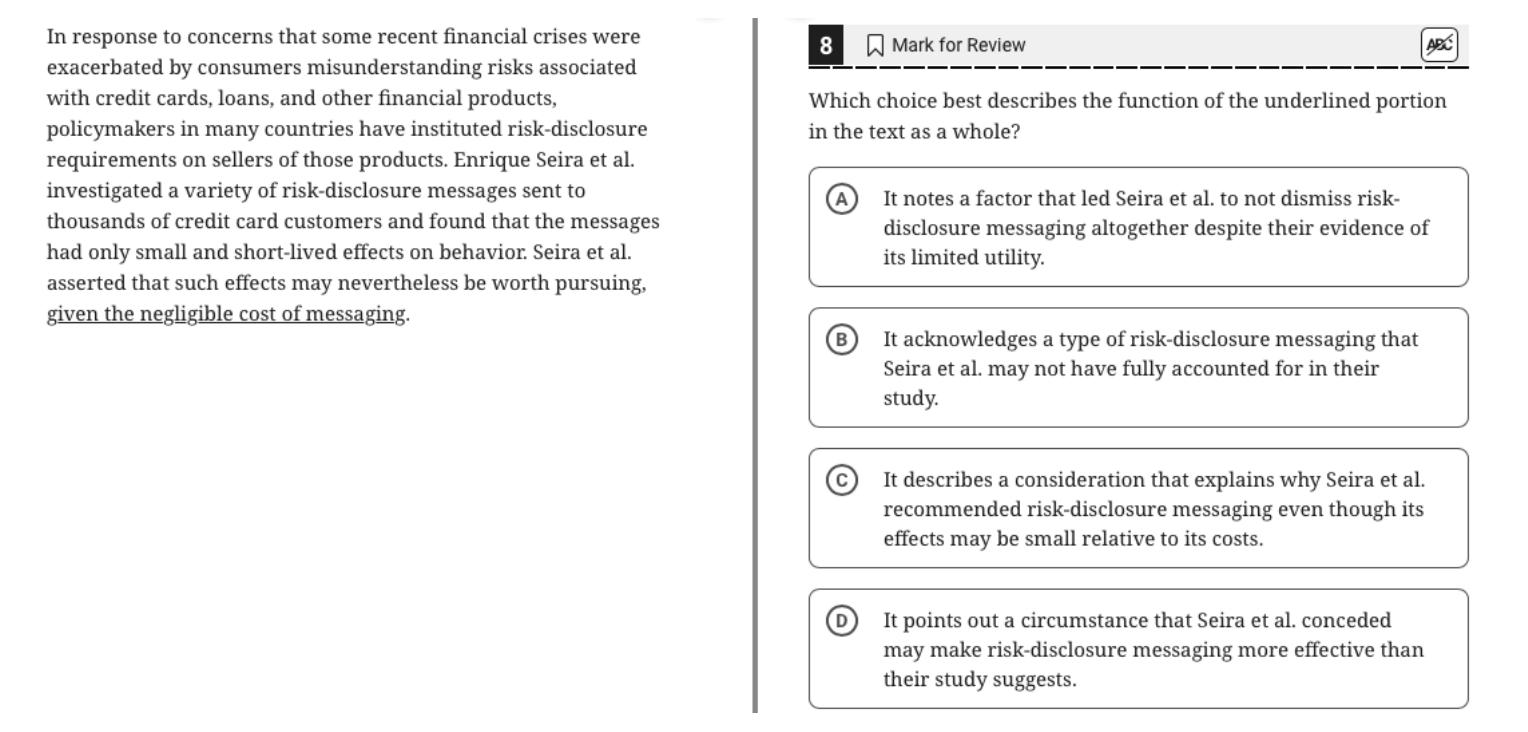 In response to concerns that some recent financial crises were
exacerbated by consumers misunderstanding risks associated
with credit cards, loans, and other financial products,
policymakers in many countries have instituted risk-disclosure
requirements on sellers of those products. Enrique Seira et al.
investigated a variety of risk-disclosure messages sent to
thousands of credit card customers and found that the messages
had only small and short-lived effects on behavior. Seira et al.
asserted that such effects may nevertheless be worth pursuing,
given the negligible cost of messaging.
8 Mark for Review ABC
Which choice best describes the function of the underlined portion
in the text as a whole?
A It notes a factor that led Seira et al. to not dismiss risk-
disclosure messaging altogether despite their evidence of
its limited utility.
B It acknowledges a type of risk-disclosure messaging that
Seira et al. may not have fully accounted for in their
study.
C It describes a consideration that explains why Seira et al.
recommended risk-disclosure messaging even though its
effects may be small relative to its costs.
D It points out a circumstance that Seira et al. conceded
may make risk-disclosure messaging more effective than
their study suggests.